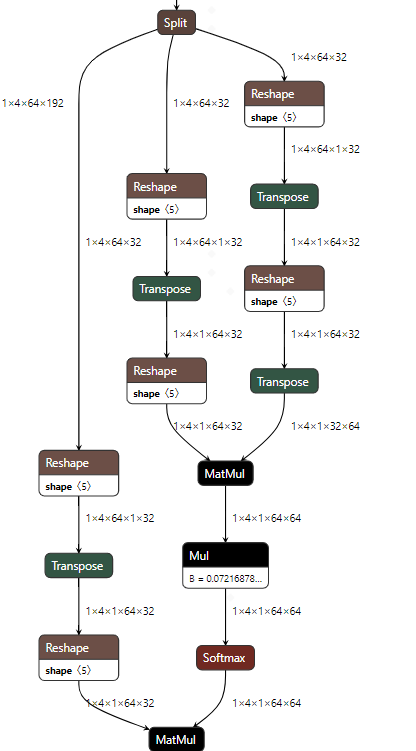 Split
1×4×64×32
Reshape
1×4×64×192
1×4×64×32
shape 〈5〉
1×4×64×1×32
Reshape
Transpose
shape 〈5〉
1×4×64×32
1×4×64×1×32
1×4×1×64×32
Reshape
Transpose
shape 〈5〉
1×4×1×64×32
1×4×1×64×32
Reshape
Transpose
shape 〈5〉
1×4×1×64×32
1×4×1×32×64
Reshape
MatMul
shape 〈5〉
1×4×64×1×32
1×4×1×64×64
Mul
Transpose
B = 0.07216878...
1×4×1×64×32
1×4×1×64×64
Reshape
Softmax
shape 〈5〉
1×4×1×64×32
1×4×1×64×64
MatMul